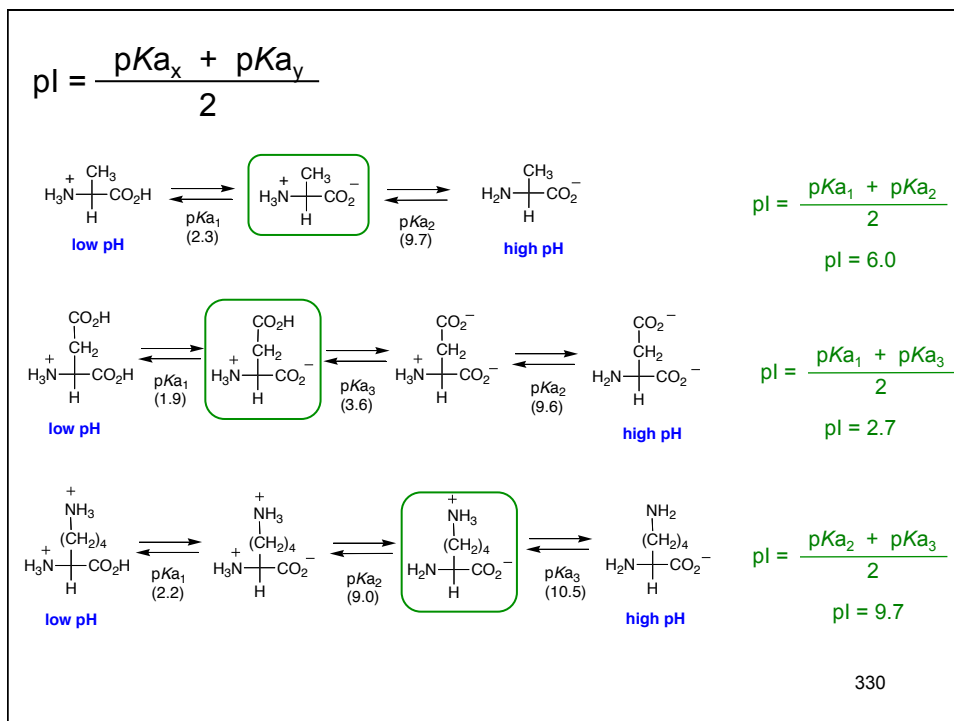 pI = pKaₓ + pKaᵧ
2
CH₃
+
H₃N CO₂H
H
low pH
pKa₁
(2.3)
CH₃
+
H₃N CO₂⁻
H
pKa₂
(9.7)
CH₃
H₂N CO₂⁻
H
high pH
pI = pKa₁ + pKa₂
2
pI = 6.0
CO₂H
CH₂
+
H₃N CO₂H
H
low pH
pKa₁
(1.9)
CO₂H
CH₂
+
H₃N CO₂⁻
H
pKa₃
(3.6)
CO₂⁻
CH₂
+
H₃N CO₂⁻
H
pKa₂
(9.6)
CO₂⁻
CH₂
H₂N CO₂⁻
H
high pH
pI = pKa₁ + pKa₃
2
pI = 2.7
+
NH₃
(CH₂)₄
+
H₃N CO₂H
H
low pH
pKa₁
(2.2)
+
NH₃
(CH₂)₄
+
H₃N CO₂⁻
H
pKa₂
(9.0)
+
NH₃
(CH₂)₄
H₂N CO₂⁻
H
pKa₃
(10.5)
NH₂
(CH₂)₄
H₂N CO₂⁻
H
high pH
pI = pKa₂ + pKa₃
2
pI = 9.7
330